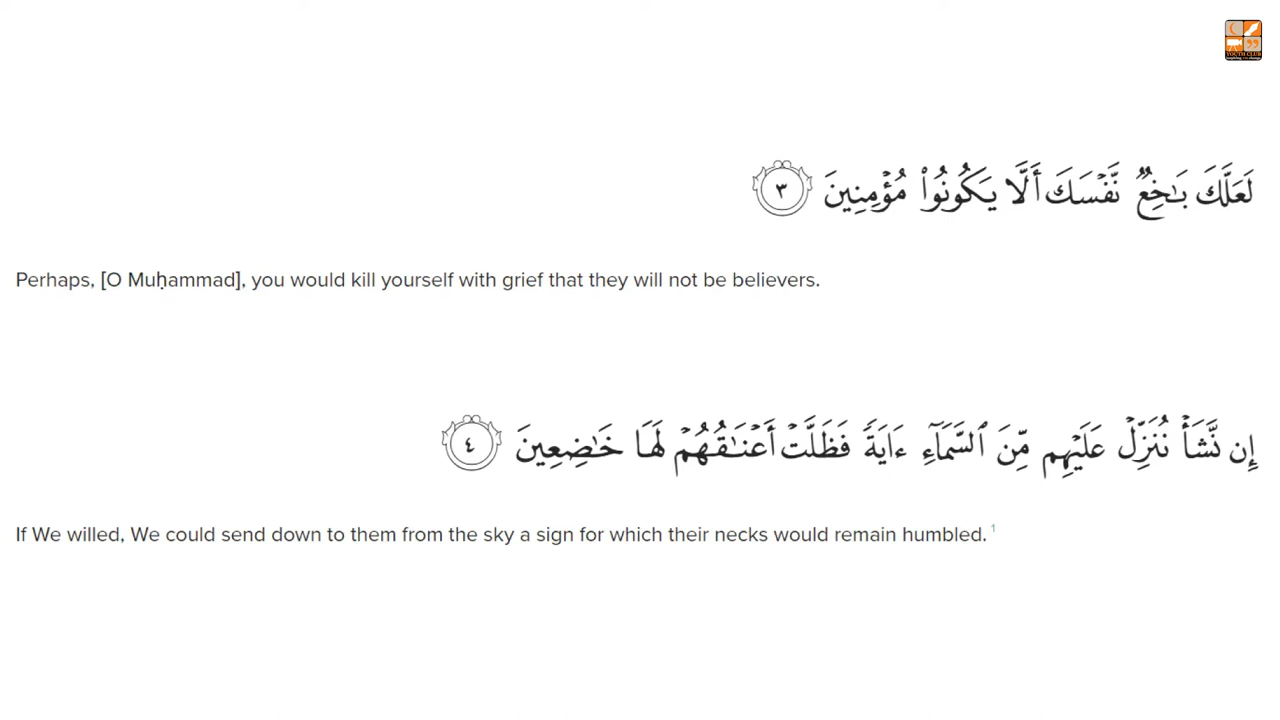 YOUTH CLUB
لَعَلَّكَ بَـٰخِعٌۭ نَّفْسَكَ أَلَّا يَكُونُوا۟ مُؤْمِنِينَ ٣
Perhaps, [O Muḥammad], you would kill yourself with grief that they will not be believers.
إِن نَّشَأْ نُنَزِّلْ عَلَيْهِم مِّنَ ٱلسَّمَآءِ ءَايَةًۭ فَظَلَّتْ أَعْنَـٰقُهُمْ لَهَا خَـٰضِعِينَ ٤
If We willed, We could send down to them from the sky a sign for which their necks would remain humbled. 1